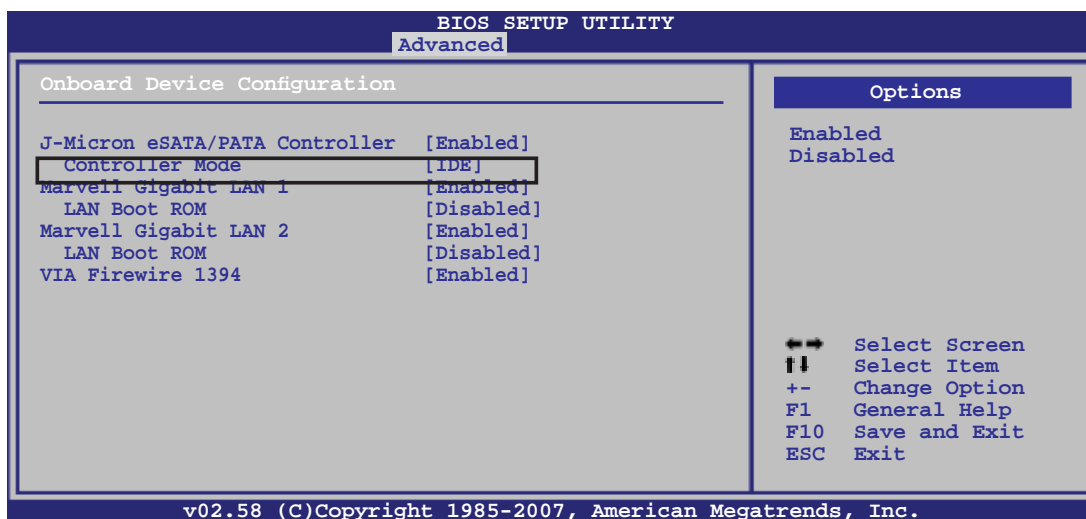 BIOS SETUP UTILITY
Advanced
Onboard Device Configuration
J-Micron eSATA/PATA Controller [Enabled]
Controller Mode [IDE]
Marvell Gigabit LAN 1 [Enabled]
LAN Boot ROM [Disabled]
Marvell Gigabit LAN 2 [Enabled]
LAN Boot ROM [Disabled]
VIA Firewire 1394 [Enabled]
Options
Enabled
Disabled
←→ Select Screen
↑↓ Select Item
+- Change Option
F1 General Help
F10 Save and Exit
ESC Exit
v02.58 (C)Copyright 1985-2007, American Megatrends, Inc.